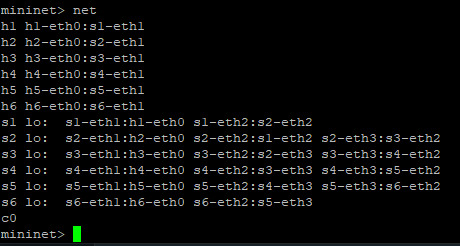 mininet> net
h1 h1-eth0:s1-eth1
h2 h2-eth0:s2-eth1
h3 h3-eth0:s3-eth1
h4 h4-eth0:s4-eth1
h5 h5-eth0:s5-eth1
h6 h6-eth0:s6-eth1
s1 lo:  s1-eth1:h1-eth0 s1-eth2:s2-eth2
s2 lo:  s2-eth1:h2-eth0 s2-eth2:s1-eth2 s2-eth3:s3-eth2
s3 lo:  s3-eth1:h3-eth0 s3-eth2:s2-eth3 s3-eth3:s4-eth2
s4 lo:  s4-eth1:h4-eth0 s4-eth2:s3-eth3 s4-eth3:s5-eth2
s5 lo:  s5-eth1:h5-eth0 s5-eth2:s4-eth3 s5-eth3:s6-eth2
s6 lo:  s6-eth1:h6-eth0 s6-eth2:s5-eth3
c0
mininet>